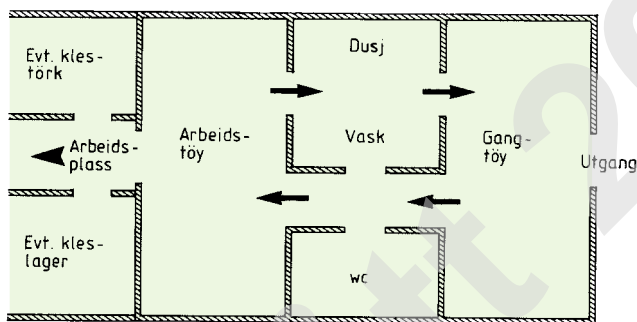 Evt. kles-
törk
Arbeids-
plass
Evt. kles-
lager
Arbeids-
töy
Dusj
Vask
wc
Gang-
töy
Utgang